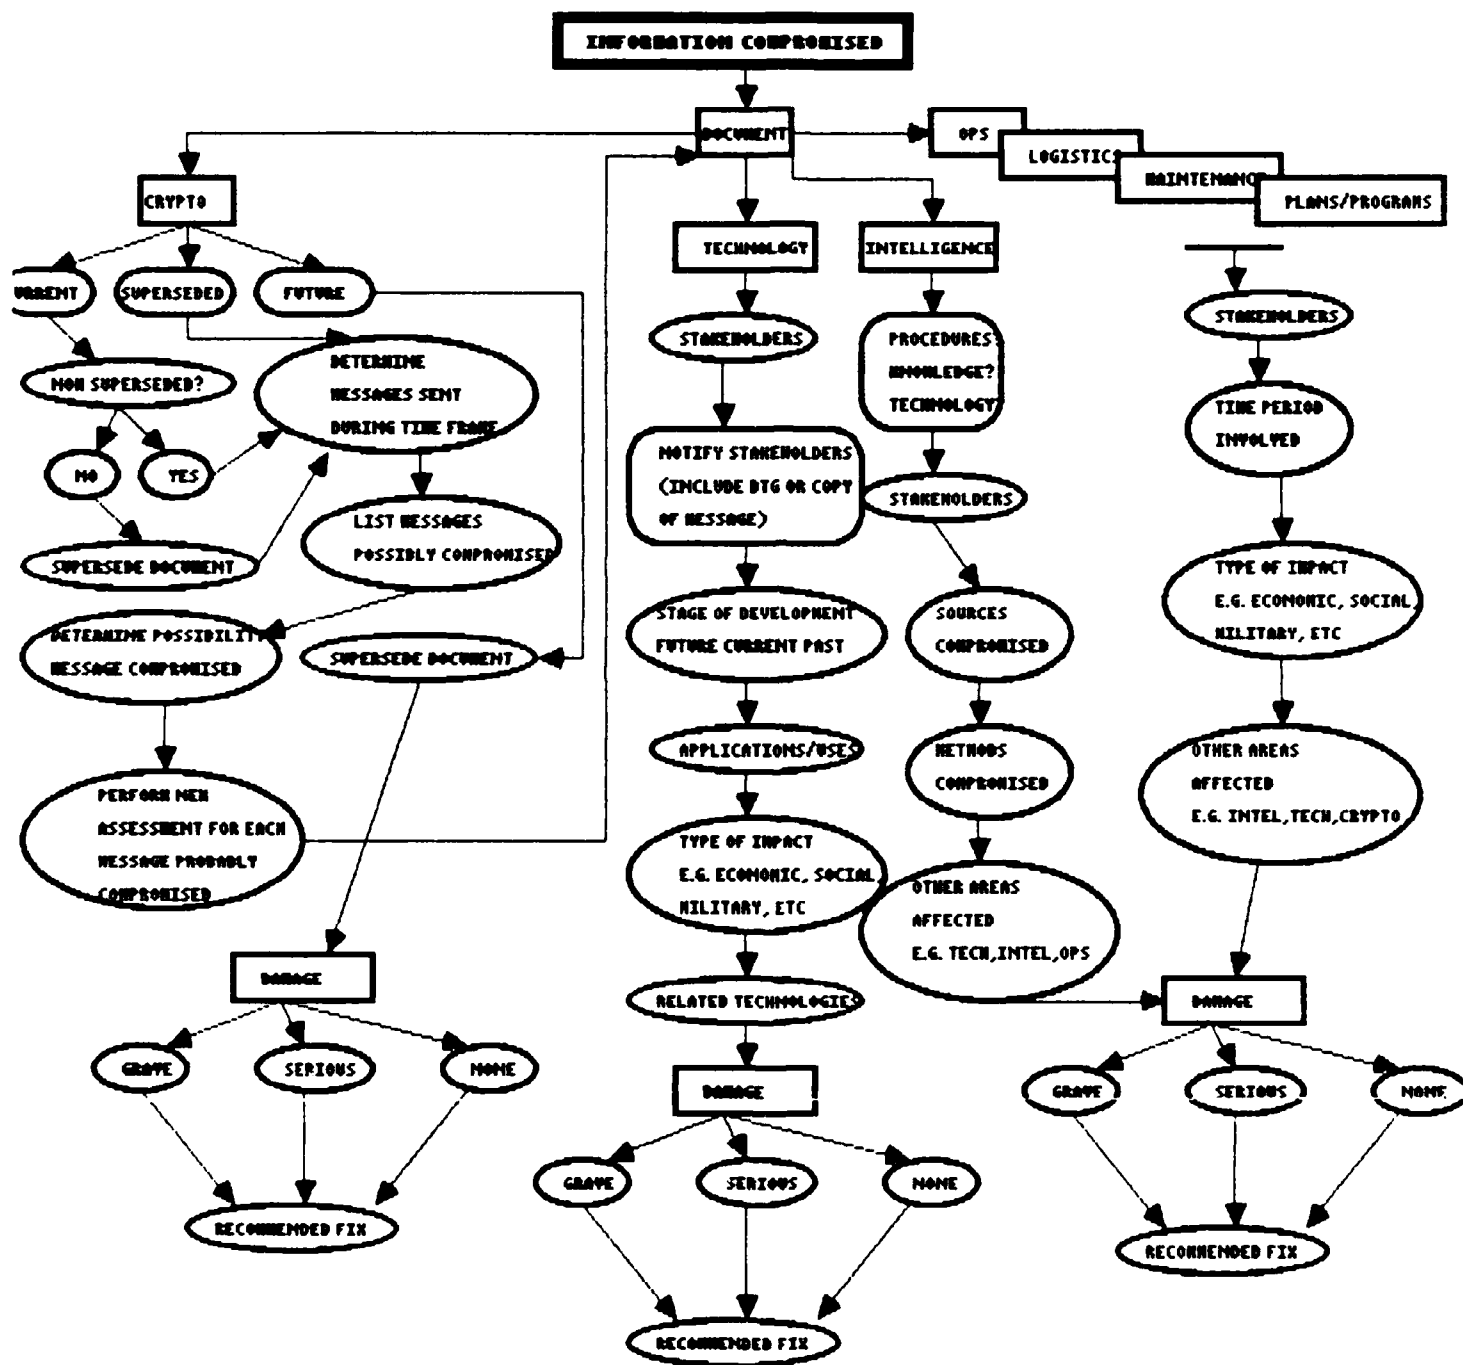 INFORMATION COMPROMISED
DOCUMENT
OPS
LOGISTICS
MAINTENANCE
PLANS/PROGRAMS
CRYPTO
TECHNOLOGY
INTELLIGENCE
URRENT
SUPERSEDED
FUTURE
STAKEHOLDERS
PROCEDURES?
KNOWLEDGE?
TECHNOLOGY?
STAKEHOLDERS
NOW SUPERSEDED?
DETERMINE
MESSAGES SENT
DURING TIME FRAME
TIME PERIOD
INVOLVED
NO
YES
NOTIFY STAKEHOLDERS
(INCLUDE DTG OR COPY
OF MESSAGE)
STAKEHOLDERS
LIST MESSAGES
POSSIBLY COMPROMISED
SUPERSEDE DOCUMENT
TYPE OF IMPACT
E.G. ECONOMIC, SOCIAL,
MILITARY, ETC
DETERMINE POSSIBILITY
MESSAGE COMPROMISED
SUPERSEDE DOCUMENT
STAGE OF DEVELOPMENT
FUTURE CURRENT PAST
SOURCES
COMPROMISED
APPLICATIONS/USES
METHODS
COMPROMISED
OTHER AREAS
AFFECTED
E.G. INTEL,TECH,CRYPTO
PERFORM NEW
ASSESSMENT FOR EACH
MESSAGE PROBABLY
COMPROMISED
TYPE OF IMPACT
E.G. ECONOMIC, SOCIAL,
MILITARY, ETC
OTHER AREAS
AFFECTED
E.G. TECH,INTEL,OPS
DAMAGE
RELATED TECHNOLOGIES
DAMAGE
GRAVE
SERIOUS
NONE
DAMAGE
GRAVE
SERIOUS
NONE
GRAVE
SERIOUS
NONE
RECOMMENDED FIX
RECOMMENDED FIX
RECOMMENDED FIX